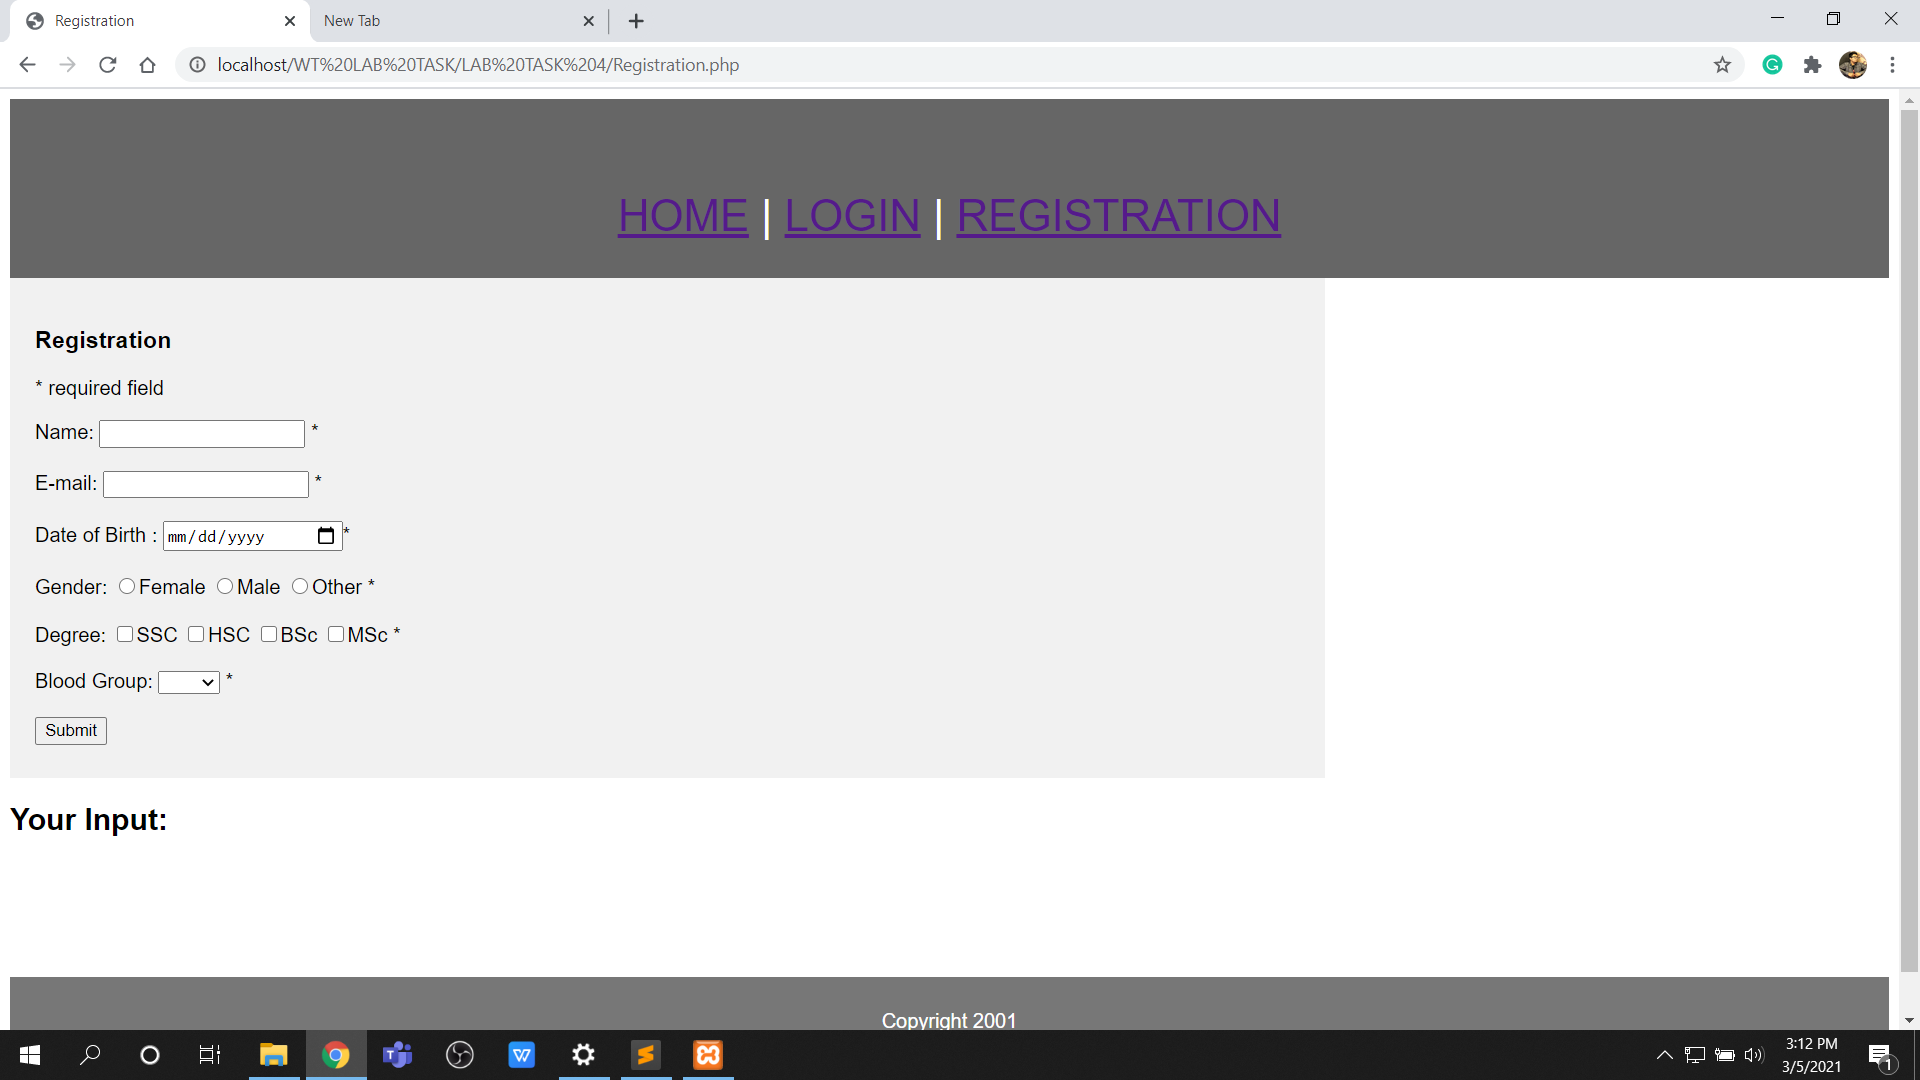 Registration
New Tab
localhost/WT%20LAB%20TASK/LAB%20TASK%204/Registration.php
HOME | LOGIN | REGISTRATION
Registration
* required field
Name: *
E-mail: *
Date of Birth : mm/dd/yyyy *
Gender: Female Male Other *
Degree: SSC HSC BSc MSc *
Blood Group: *
Submit
Your Input:
Copyright 2001
3:12 PM
3/5/2021
1